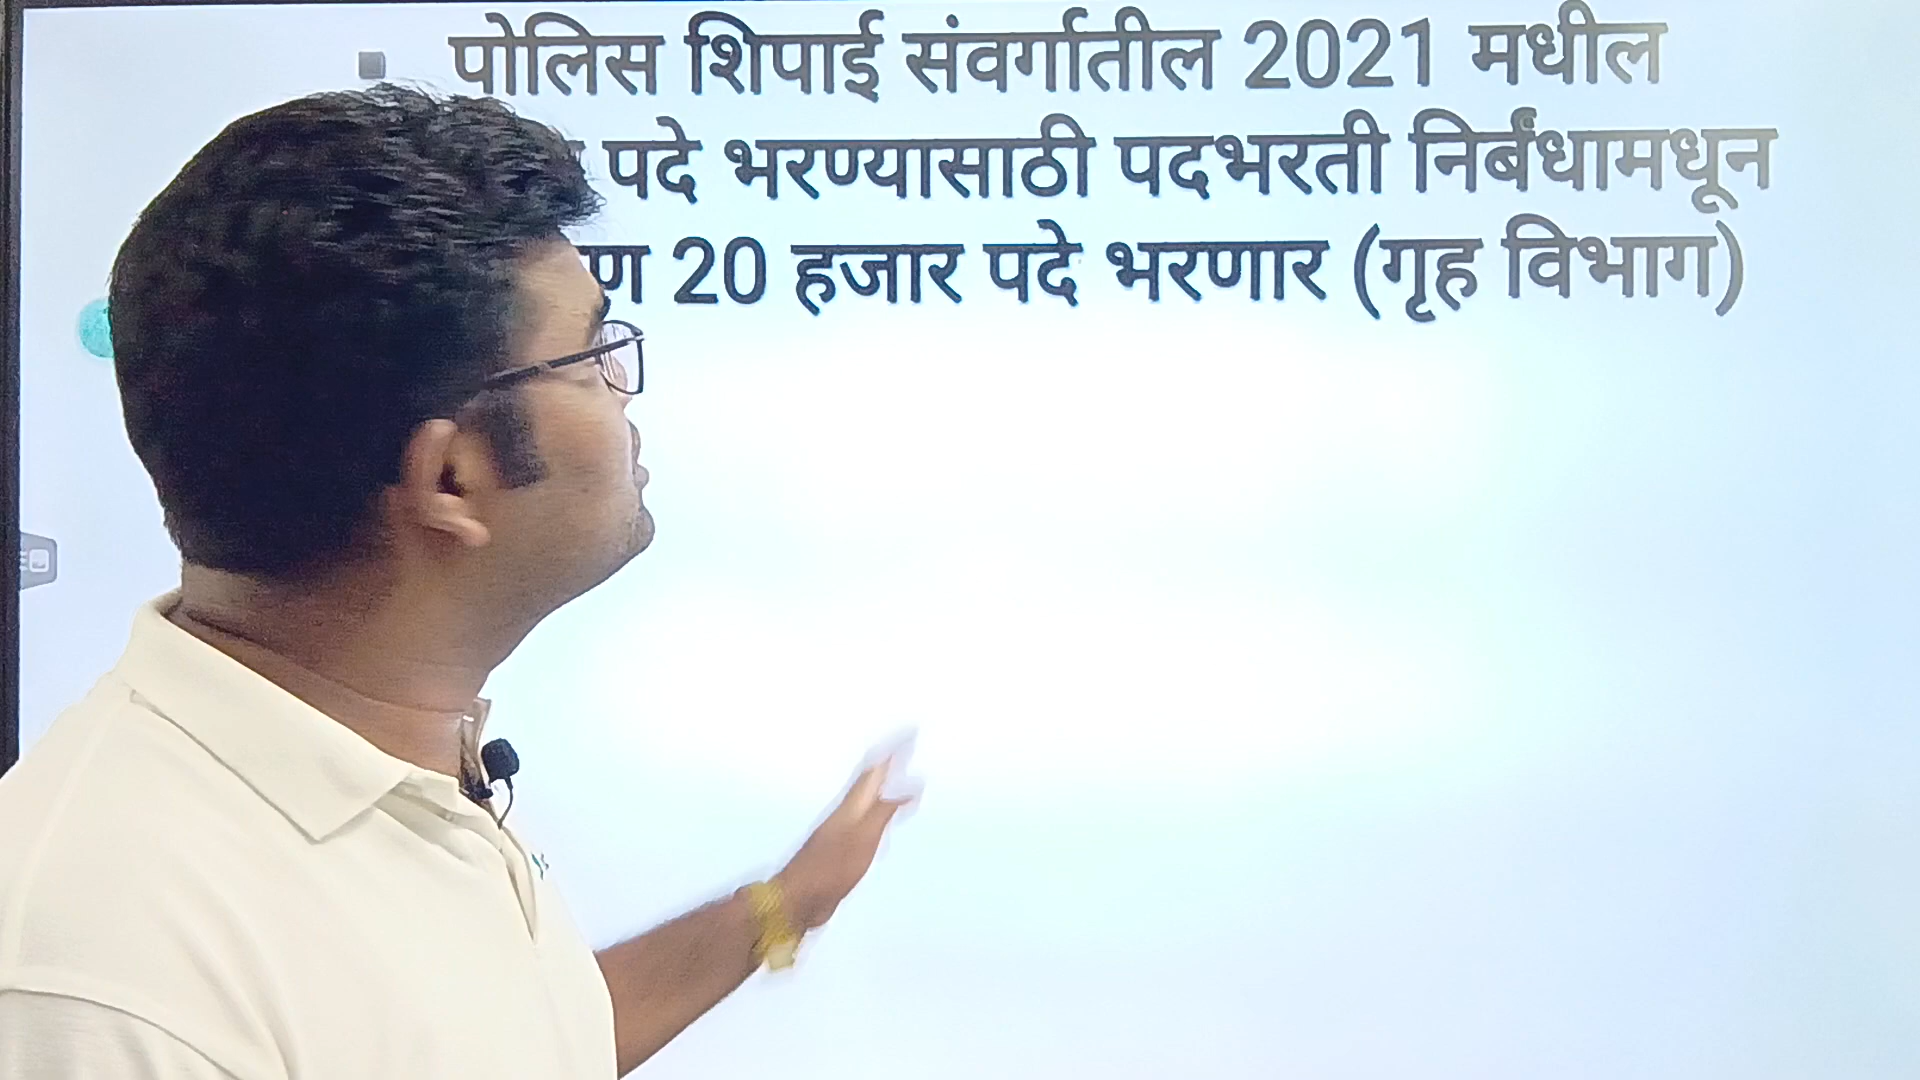 पोलिस शिपाई संवर्गातील 2021 मधील
पदे भरण्यासाठी पदभरती निर्बंधामधून
20 हजार पदे भरणार (गृह विभाग)